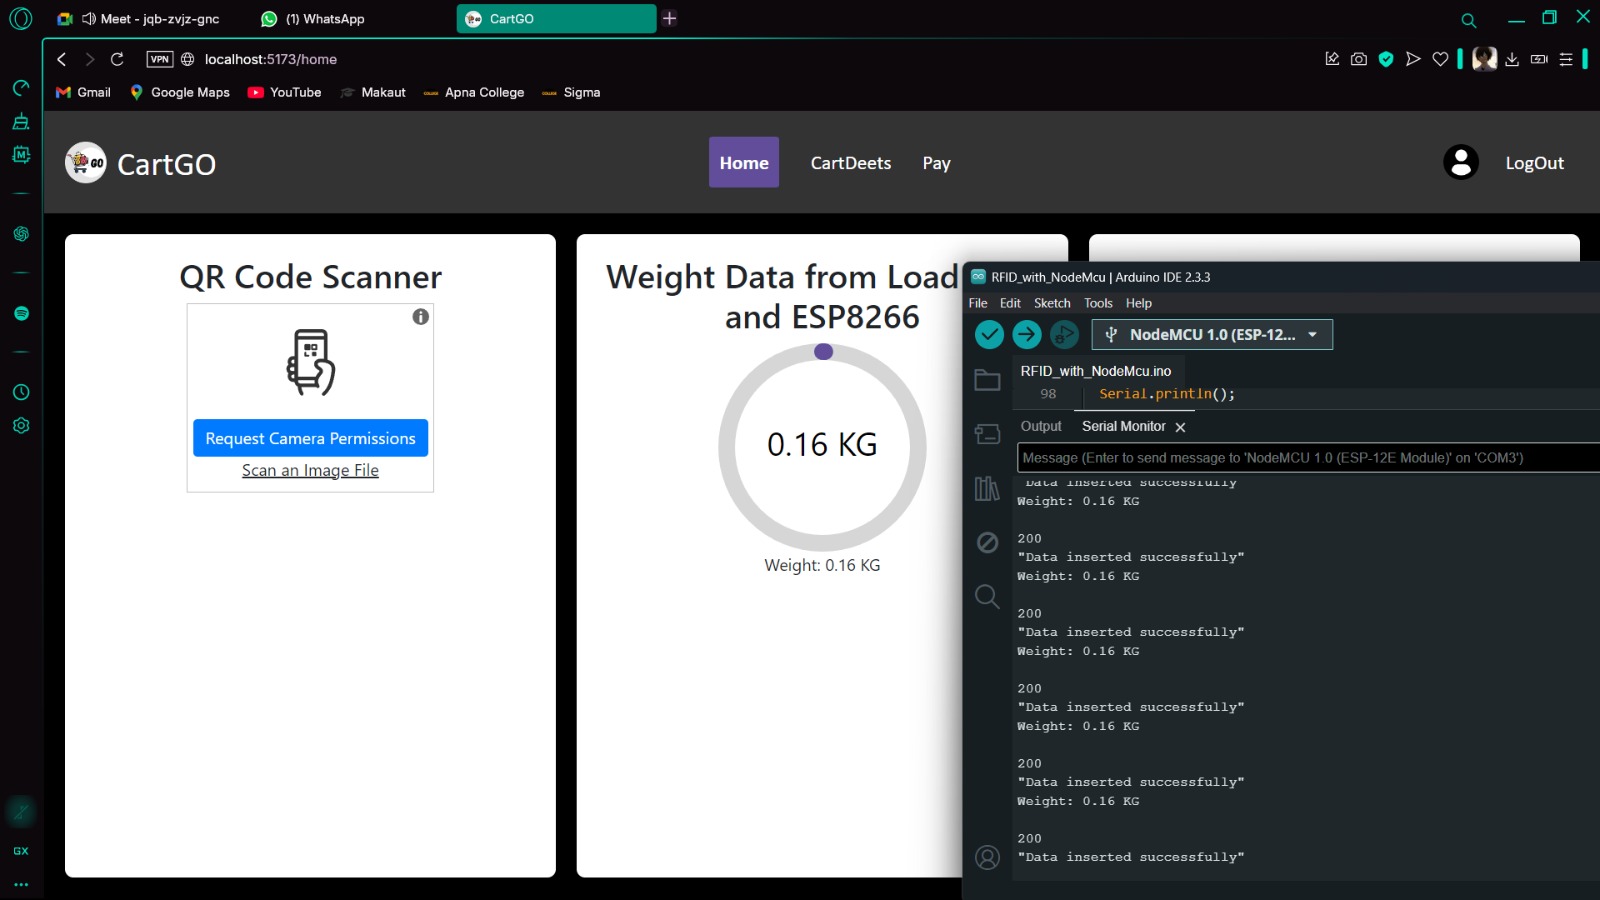 Meet - jqb-zvjz-gnc
(1) WhatsApp
CartGO
VPN
localhost:5173/home
Gmail
Google Maps
YouTube
Makaut
Apna College
Sigma
GO
CartGO
Home
CartDeets
Pay
LogOut
QR Code Scanner
Request Camera Permissions
Scan an Image File
Weight Data from Load
and ESP8266
0.16 KG
Weight: 0.16 KG
RFID_with_NodeMcu | Arduino IDE 2.3.3
File Edit Sketch Tools Help
NodeMCU 1.0 (ESP-12...
RFID_with_NodeMcu.ino
98 Serial.println();
Output Serial Monitor
Message (Enter to send message to 'NodeMCU 1.0 (ESP-12E Module)' on 'COM3')
"Data inserted successfully"
Weight: 0.16 KG
200
"Data inserted successfully"
Weight: 0.16 KG
200
"Data inserted successfully"
Weight: 0.16 KG
200
"Data inserted successfully"
Weight: 0.16 KG
200
"Data inserted successfully"
Weight: 0.16 KG
200
"Data inserted successfully"
M
GX